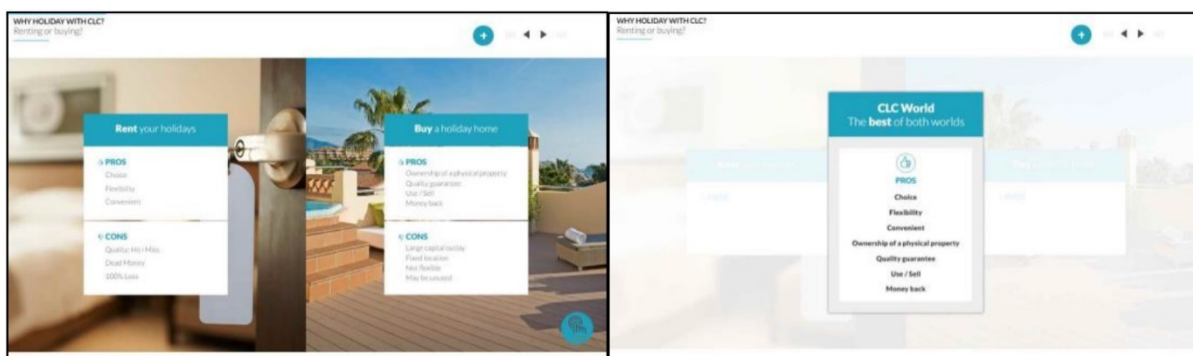 WHY HOLIDAY WITH CLC?
Renting or buying?
Rent your holidays
PROS
Choice
Flexibility
Convenient
CONS
Quality: Hit / Miss
Dead Money
100% Loss
Buy a holiday home
PROS
Ownership of a physical property
Quality guarantee
Use / Sell
Money back
CONS
Large capital outlay
Fixed location
Not flexible
May be unused
WHY HOLIDAY WITH CLC?
Renting or buying?
CLC World
The best of both worlds
PROS
Choice
Flexibility
Convenient
Ownership of a physical property
Quality guarantee
Use / Sell
Money back